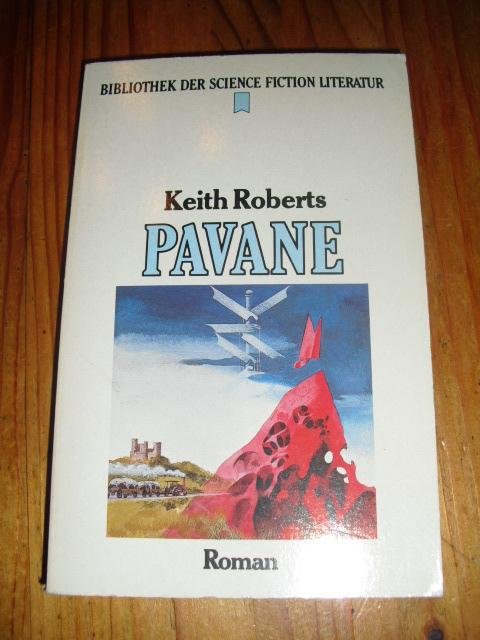 BIBLIOTHEK DER SCIENCE FICTION LITERATUR
Keith Roberts
PAVANE
Roman